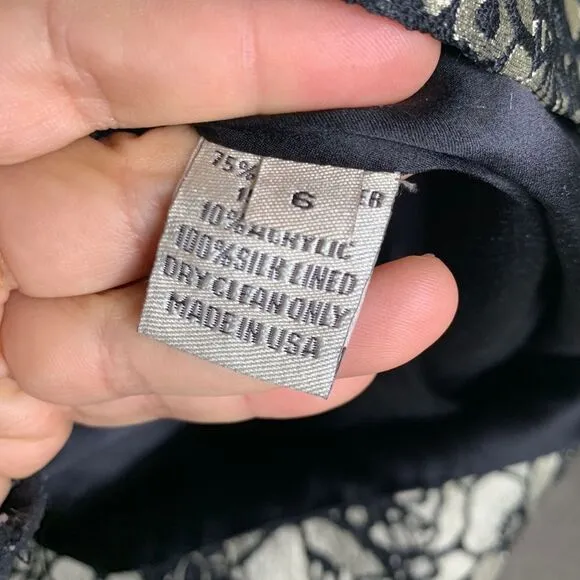 75%
6
10% ACRYLIC
100% SILK LINED
DRY CLEAN ONLY
MADE IN USA